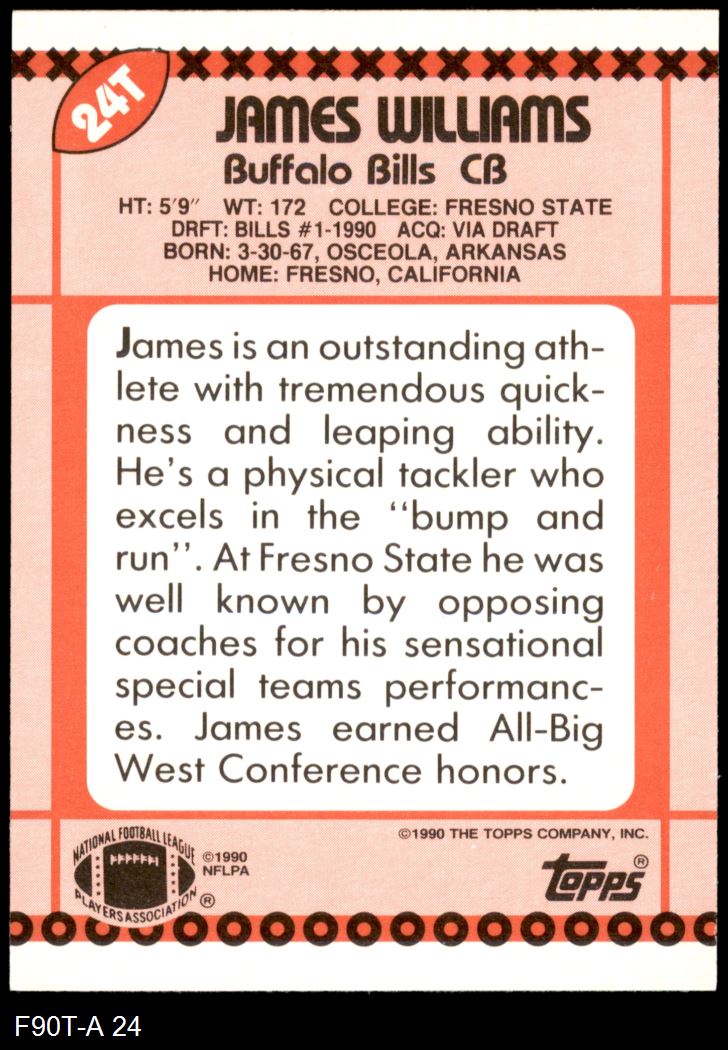 24T
JAMES WILLIAMS
Buffalo Bills CB
HT: 5'9" WT: 172 COLLEGE: FRESNO STATE
DRFT: BILLS #1-1990 ACQ: VIA DRAFT
BORN: 3-30-67, OSCEOLA, ARKANSAS
HOME: FRESNO, CALIFORNIA
James is an outstanding ath-
lete with tremendous quick-
ness and leaping ability.
He's a physical tackler who
excels in the "bump and
run". At Fresno State he was
well known by opposing
coaches for his sensational
special teams performanc-
es. James earned All-Big
West Conference honors.
©1990 THE TOPPS COMPANY, INC.
NATIONAL FOOTBALL LEAGUE
PLAYERS ASSOCIATION ®
©1990
NFLPA
Topps ®
F90T-A 24